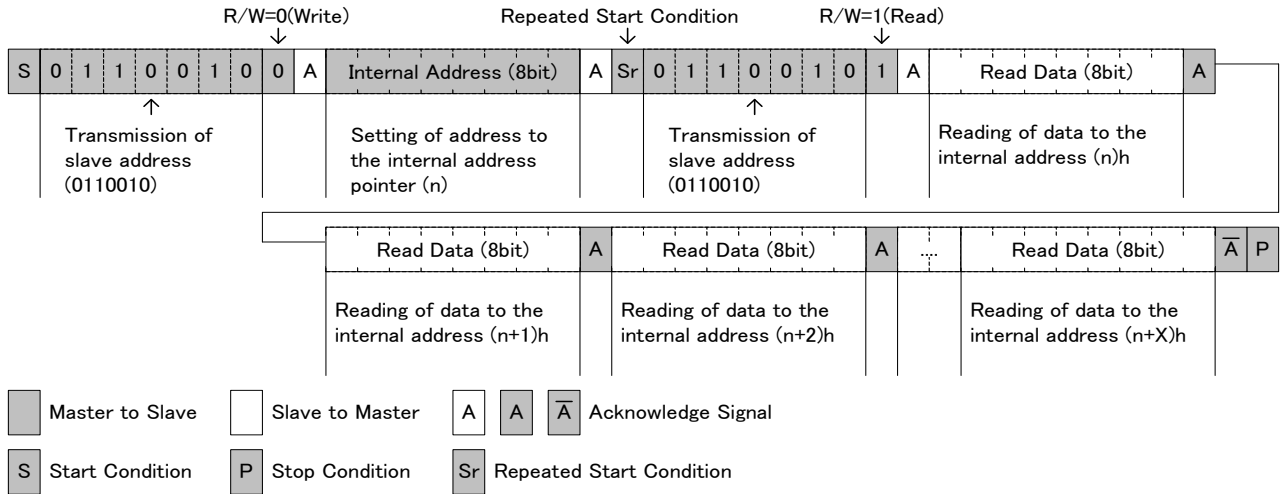 R/W=0(Write) Repeated Start Condition R/W=1(Read)
S 0 1 1 0 0 1 0 0 A Internal Address (8bit) A Sr 0 1 1 0 0 1 0 1 A Read Data (8bit) A
Transmission of
slave address
(0110010)
Setting of address to
the internal address
pointer (n)
Transmission of
slave address
(0110010)
Reading of data to the
internal address (n)h
Read Data (8bit) A Read Data (8bit) A .... Read Data (8bit) A̅ P
Reading of data to the
internal address (n+1)h
Reading of data to the
internal address (n+2)h
Reading of data to the
internal address (n+X)h
Master to Slave Slave to Master A A A̅ Acknowledge Signal
S Start Condition P Stop Condition Sr Repeated Start Condition